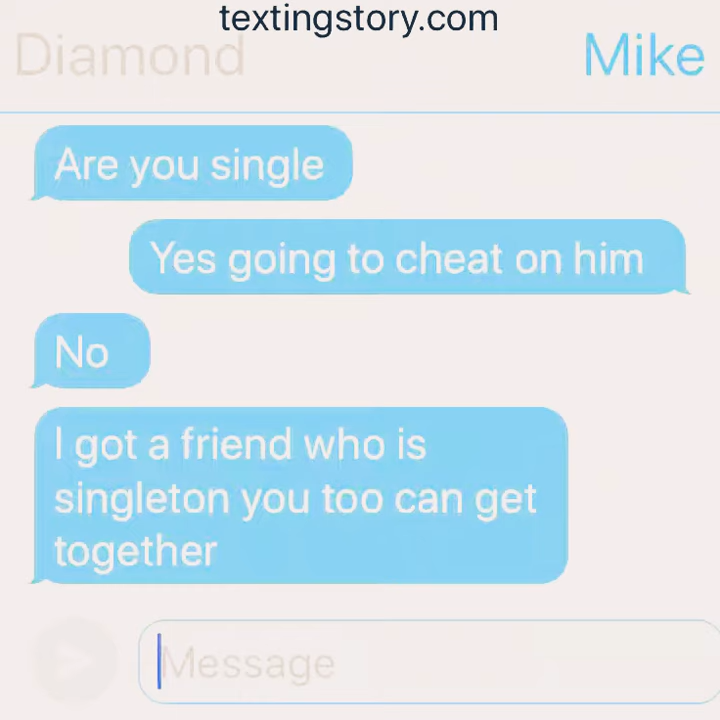 textingstory.com
Diamond Mike
Are you single
Yes going to cheat on him
No
I got a friend who is
singleton you too can get
together
Message